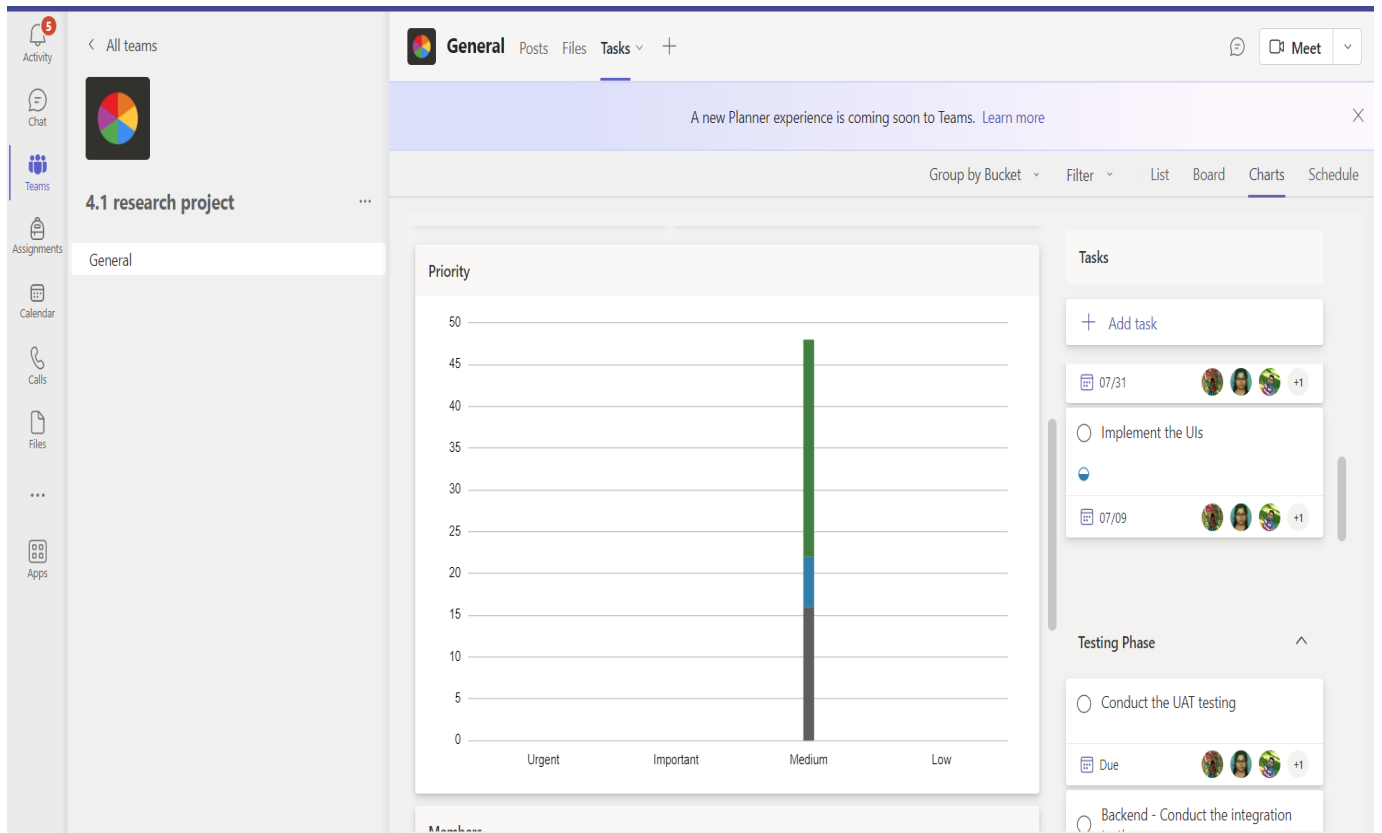 5
Activity
Chat
Teams
Assignments
Calendar
Calls
Files
Apps
All teams
4.1 research project
General
General Posts Files Tasks
Meet
A new Planner experience is coming soon to Teams. Learn more
Group by Bucket Filter List Board Charts Schedule
Priority
50
45
40
35
30
25
20
15
10
5
0
Urgent Important Medium Low
Members
Tasks
Add task
07/31 +1
Implement the UIs
07/09 +1
Testing Phase
Conduct the UAT testing
Due +1
Backend - Conduct the integration